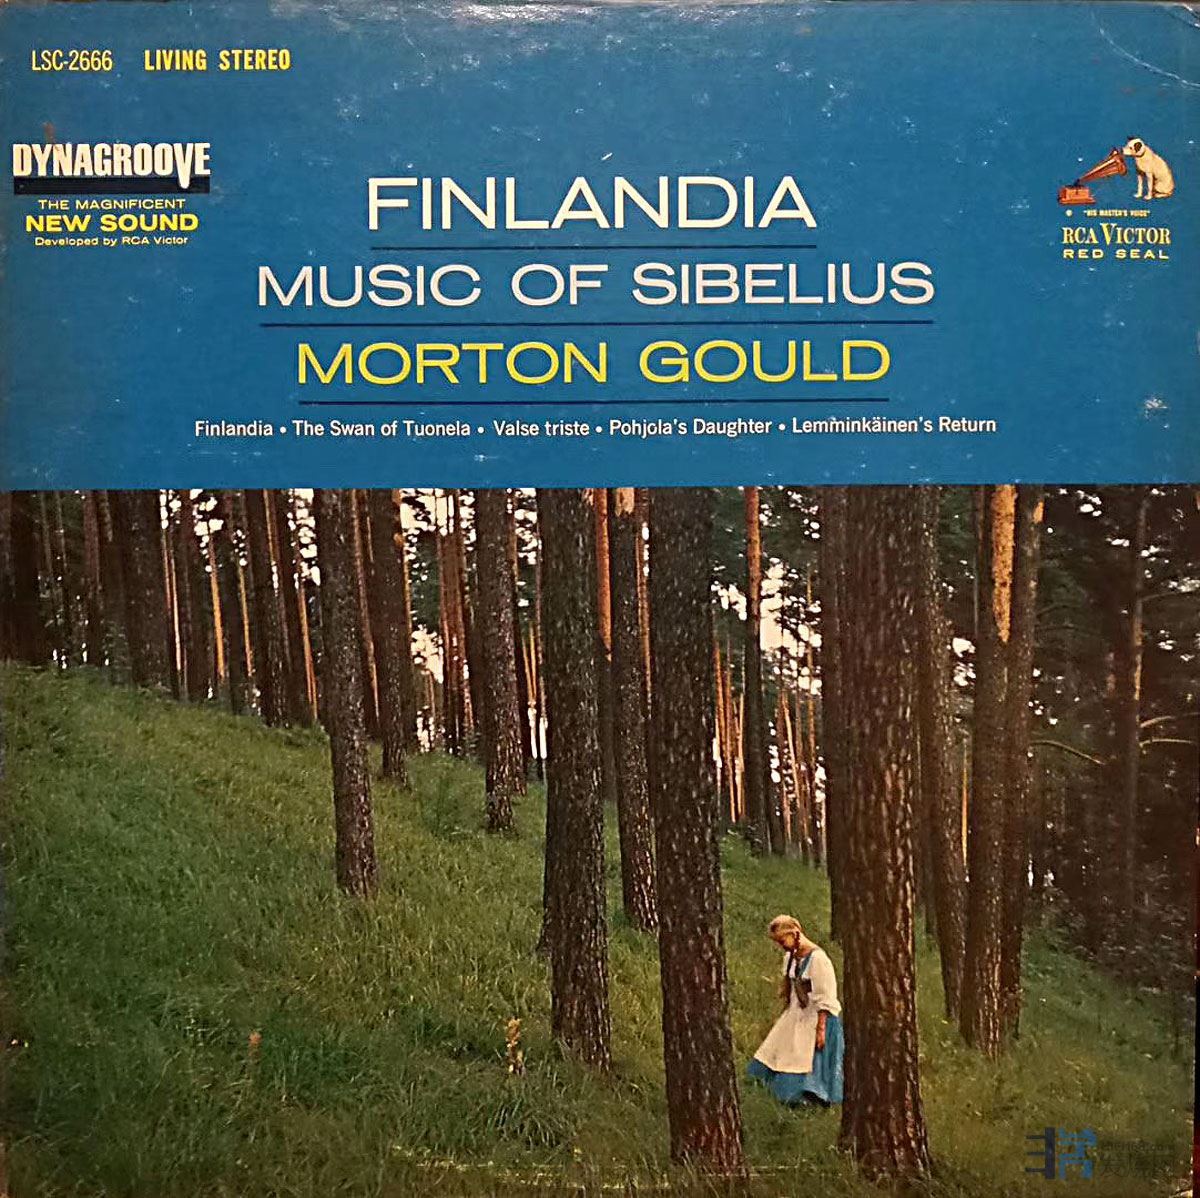 LSC-2666 LIVING STEREO
DYNAGROOVE
THE MAGNIFICENT
NEW SOUND
Developed by RCA Victor
"HIS MASTER'S VOICE"
RCA VICTOR
RED SEAL
FINLANDIA
MUSIC OF SIBELIUS
MORTON GOULD
Finlandia • The Swan of Tuonela • Valse triste • Pohjola's Daughter • Lemminkäinen's Return